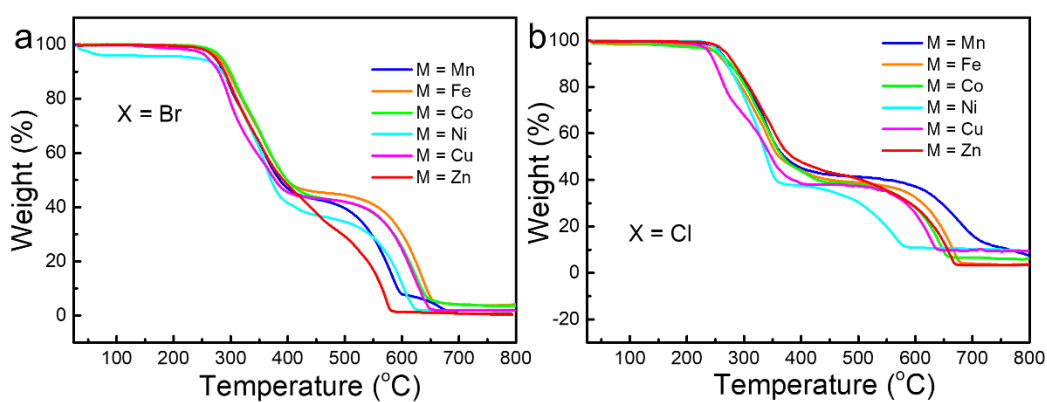 a
100
80
60
40
20
0
Weight (%)
X = Br
M = Mn
M = Fe
M = Co
M = Ni
M = Cu
M = Zn
100 200 300 400 500 600 700 800
Temperature (°C)
b
100
80
60
40
20
0
-20
Weight (%)
X = Cl
M = Mn
M = Fe
M = Co
M = Ni
M = Cu
M = Zn
100 200 300 400 500 600 700 800
Temperature (°C)